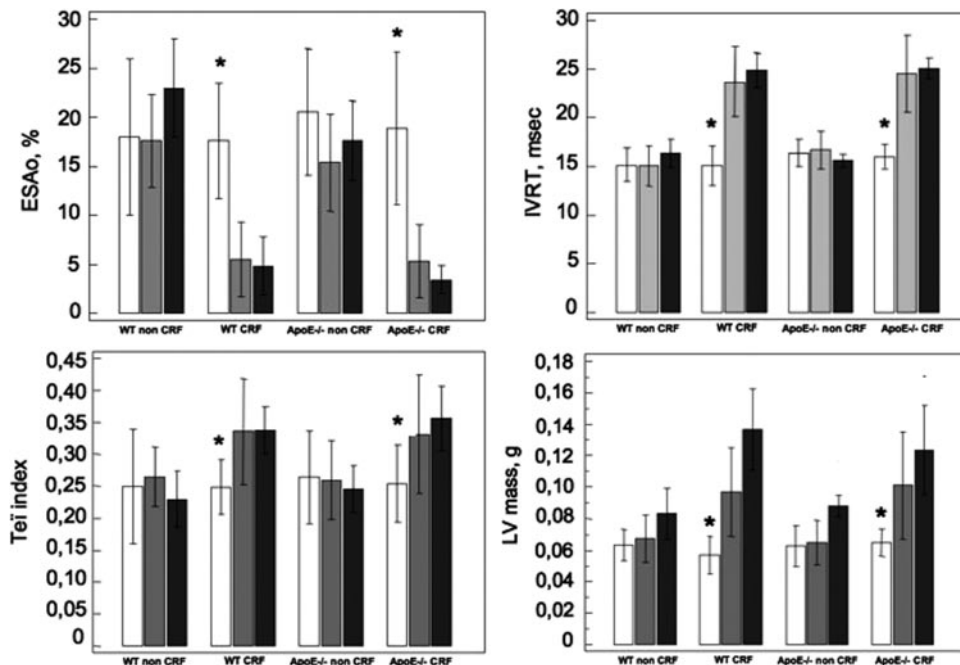 ESAo, %
30
25
20
15
10
5
0
*
*
WT non CRF
WT CRF
ApoE-/- non CRF
ApoE-/- CRF
IVRT, msec
30
25
20
15
10
5
0
*
*
WT non CRF
WT CRF
ApoE-/- non CRF
ApoE-/- CRF
Teï index
0,45
0,40
0,35
0,30
0,25
0,20
0,15
0,10
0,05
0
*
*
WT non CRF
WT CRF
ApoE-/- non CRF
ApoE-/- CRF
LV mass, g
0,18
0,16
0,14
0,12
0,10
0,08
0,06
0,04
0,02
0
*
*
WT non CRF
WT CRF
ApoE-/- non CRF
ApoE-/- CRF